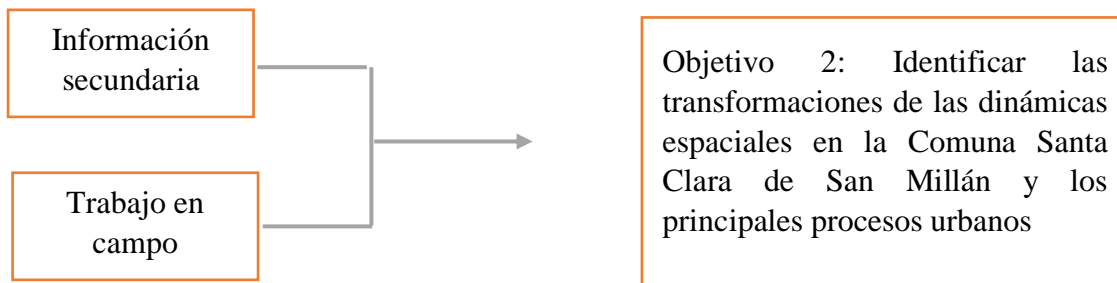 Información
secundaria
Trabajo en
campo
Objetivo 2: Identificar las
transformaciones de las dinámicas
espaciales en la Comuna Santa
Clara de San Millán y los
principales procesos urbanos